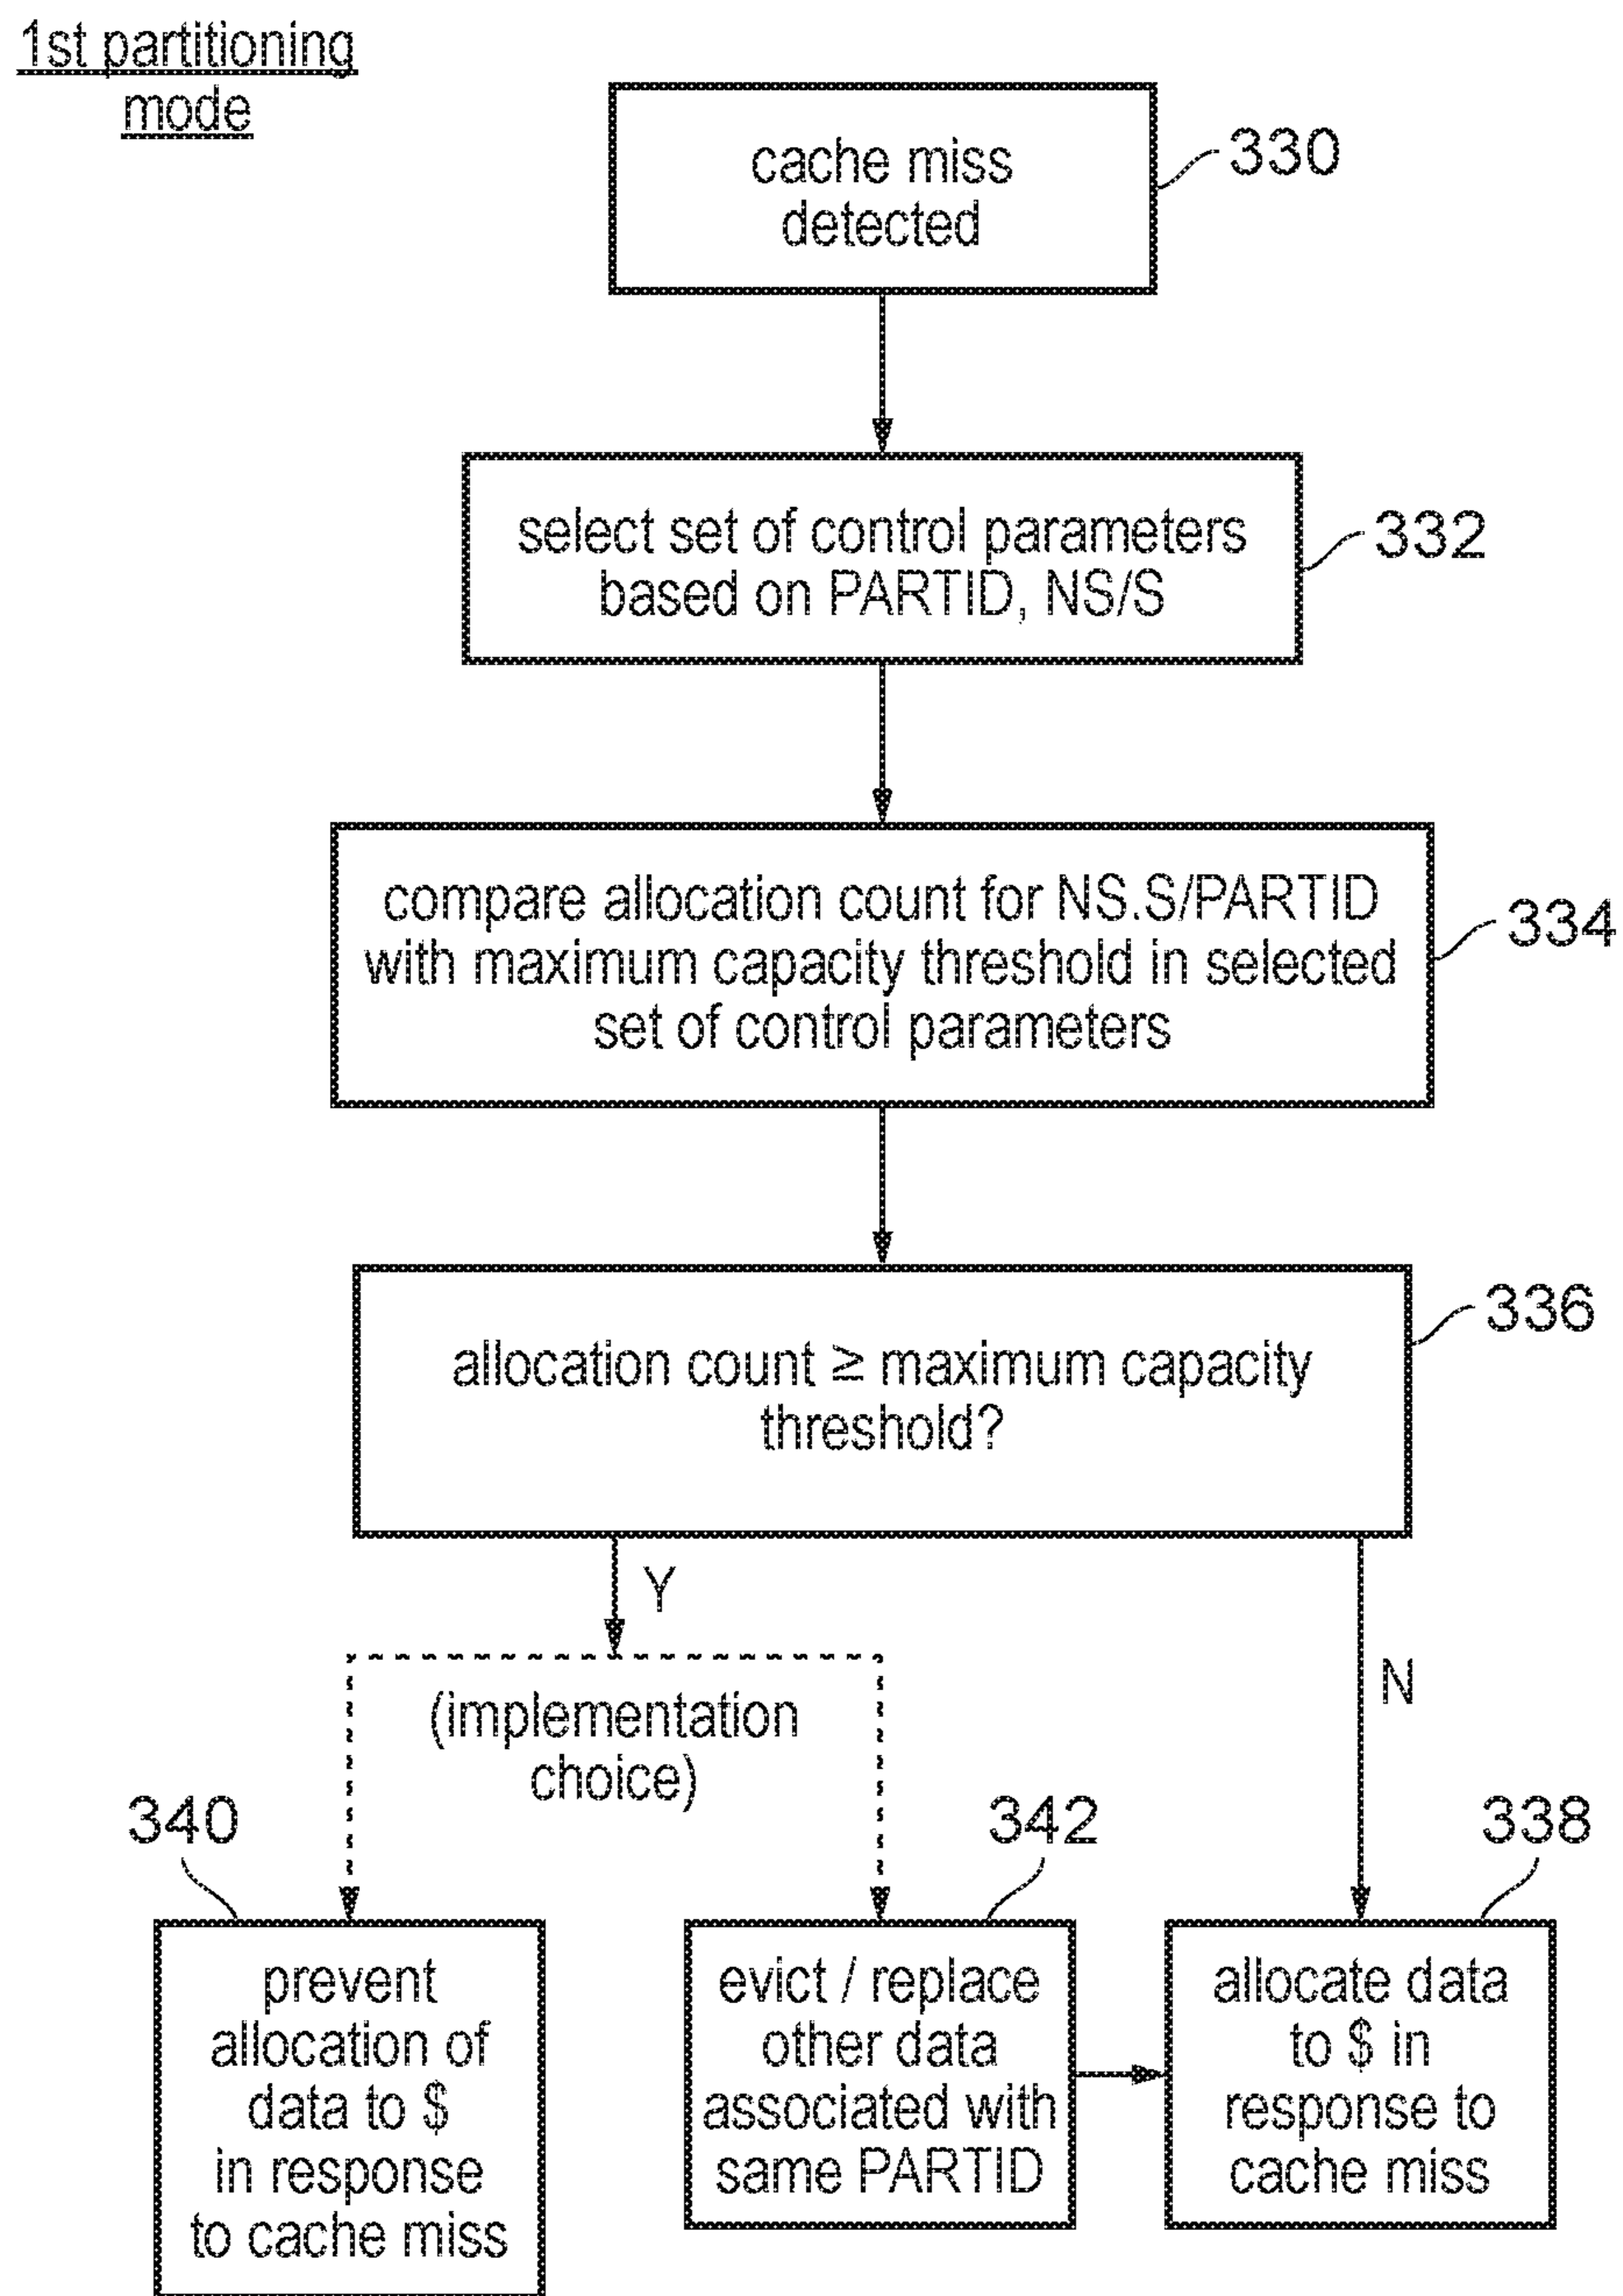 1st partitioning
mode
cache miss
detected
330
select set of control parameters
based on PARTID, NS/S
332
compare allocation count for NS.S/PARTID
with maximum capacity threshold in selected
set of control parameters
334
allocation count ≥ maximum capacity
threshold?
336
Y
N
(implementation
choice)
340
342
338
prevent
allocation of
data to $
in response
to cache miss
evict / replace
other data
associated with
same PARTID
allocate data
to $ in
response to
cache miss